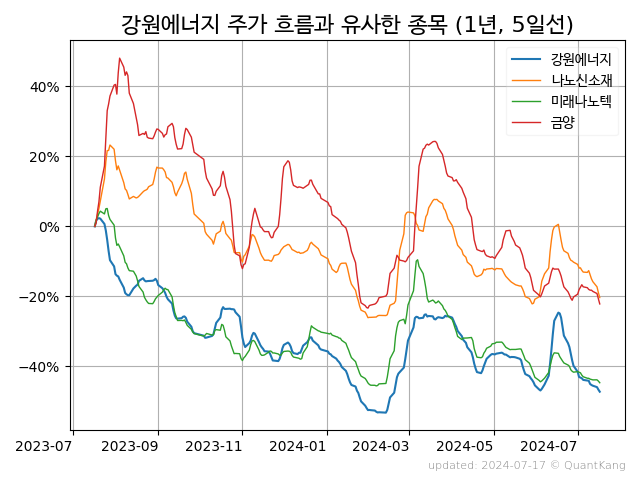 강원에너지 주가 흐름과 유사한 종목 (1년, 5일선)
강원에너지
나노신소재
미래나노텍
금양
40%
20%
0%
−20%
−40%
2023-07 2023-09 2023-11 2024-01 2024-03 2024-05 2024-07
updated: 2024-07-17 © QuantKang